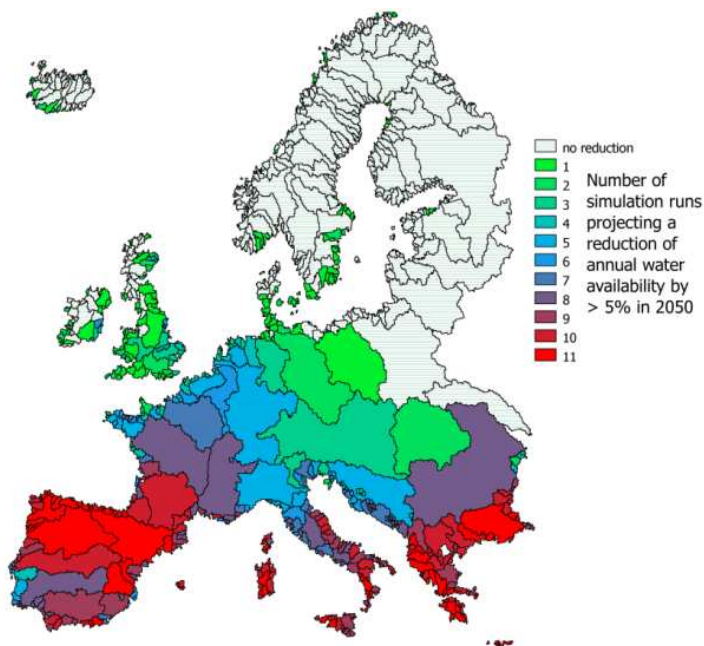 no reduction
1
2
3
4
5
6
7
8
9
10
11
Number of
simulation runs
projecting a
reduction of
annual water
availability by
> 5% in 2050